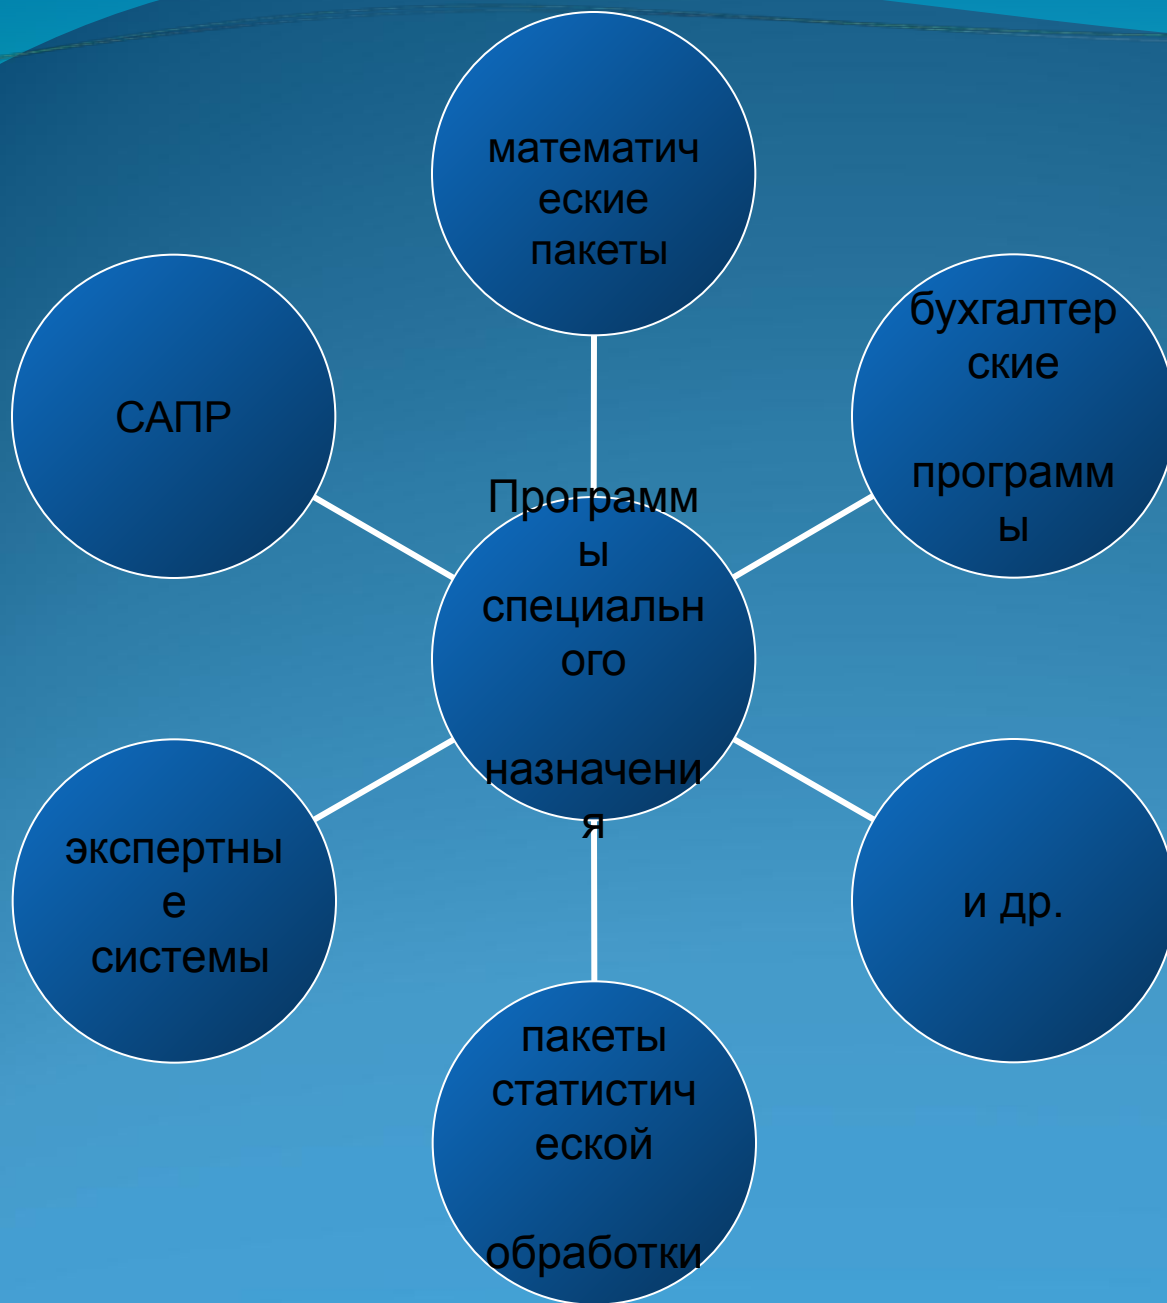 математич
еские
пакеты
бухгалтер
ские
программ
ы
САПР
Программ
ы
специальн
ого
назначени
я
экспертны
е
системы
и др.
пакеты
статистич
еской
обработки